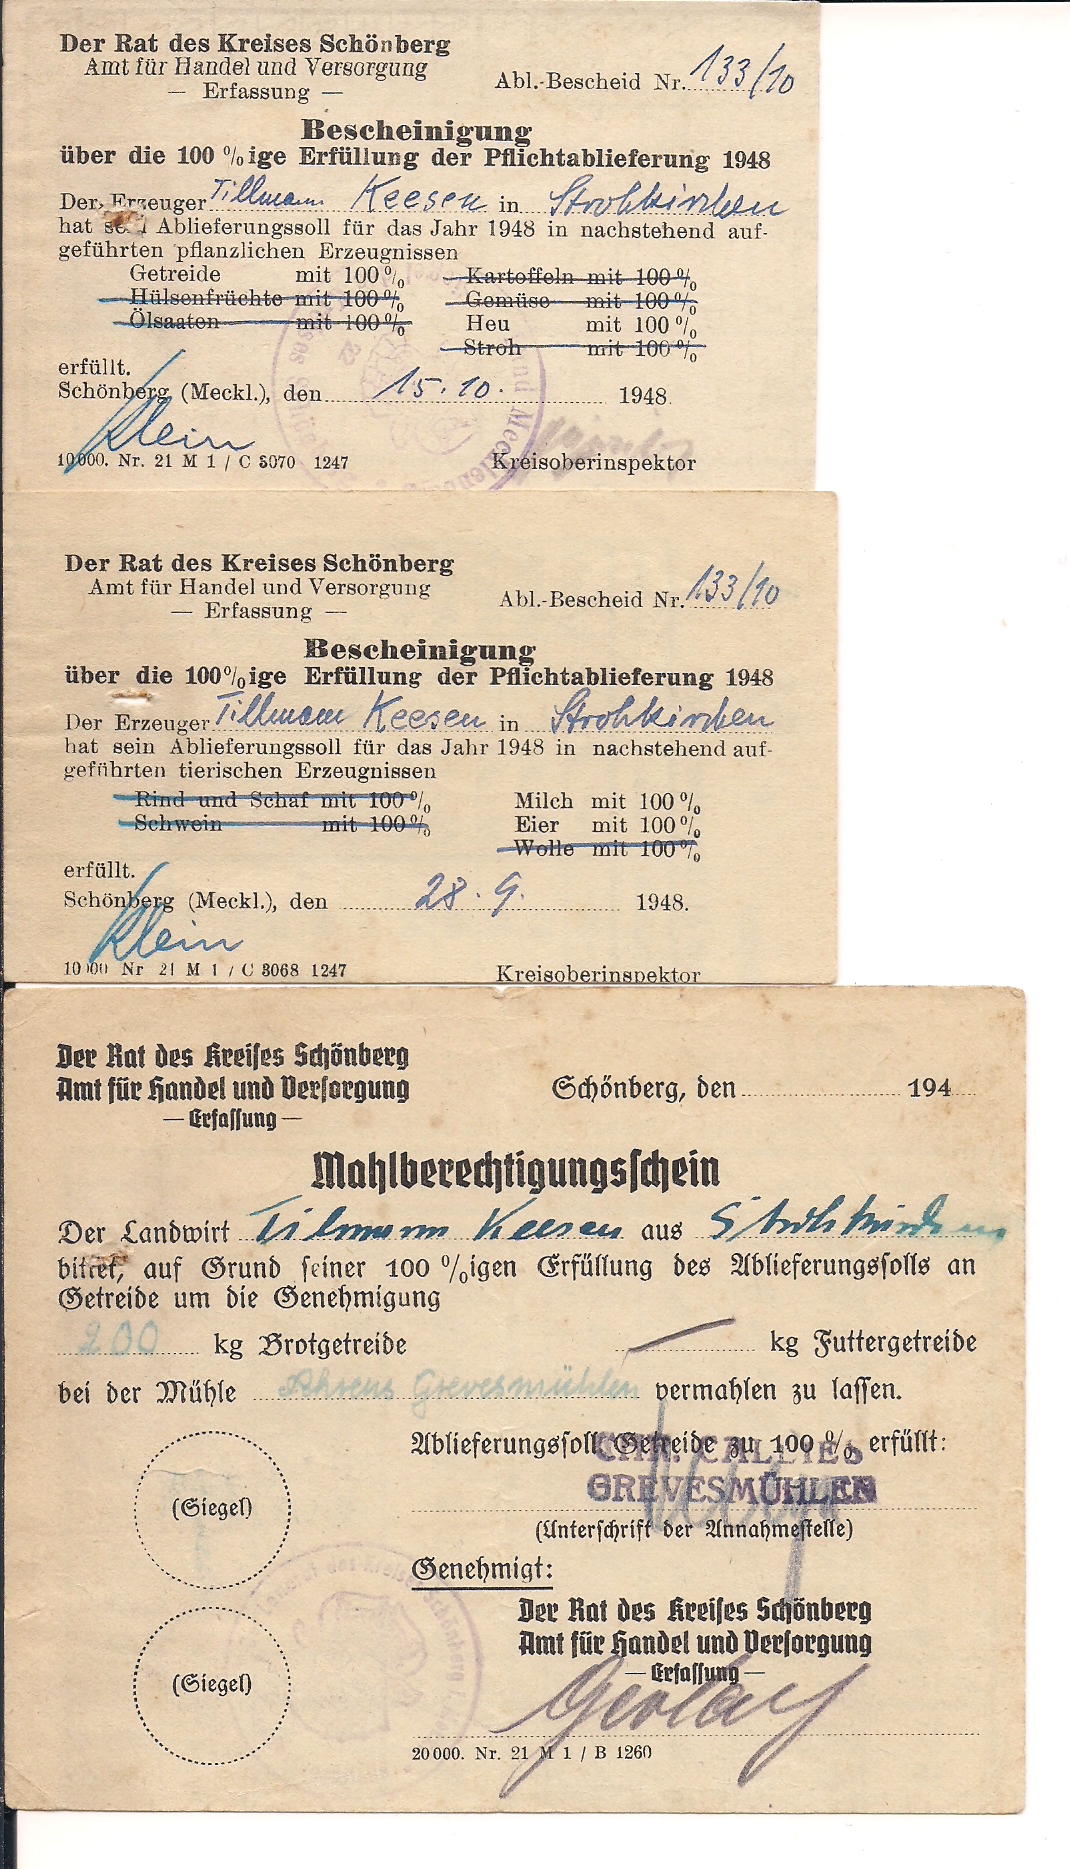 Der Rat des Kreises Schönberg
Amt für Handel und Versorgung
— Erfassung —
Abl.-Bescheid Nr. 133/10
Bescheinigung
über die 100 %ige Erfüllung der Pflichtablieferung 1948
Der Erzeuger Tillmann Keesen in Strohkirchen
hat sein Ablieferungssoll für das Jahr 1948 in nachstehend auf-
geführten pflanzlichen Erzeugnissen
Getreide mit 100 % Kartoffeln mit 100 %
Hülsenfrüchte mit 100 % Gemüse mit 100 %
Ölsaaten mit 100 % Heu mit 100 %
Stroh mit 100 %
erfüllt.
Schönberg (Meckl.), den 15.10. 1948
Klein
10000. Nr. 21 M 1 / C 3070 1247 Kreisoberinspektor
Der Rat des Kreises Schönberg
Amt für Handel und Versorgung
— Erfassung —
Abl.-Bescheid Nr. 133/10
Bescheinigung
über die 100 %ige Erfüllung der Pflichtablieferung 1948
Der Erzeuger Tillmann Keesen in Strohkirchen
hat sein Ablieferungssoll für das Jahr 1948 in nachstehend auf-
geführten tierischen Erzeugnissen
Rind und Schaf mit 100 % Milch mit 100 %
Schwein mit 100 % Eier mit 100 %
Wolle mit 100 %
erfüllt.
Schönberg (Meckl.), den 28.9. 1948.
Klein
10000 Nr 21 M 1 / C 3068 1247 Kreisoberinspektor
Der Rat des Kreises Schönberg
Amt für Handel und Versorgung
— Erfassung —
Schönberg, den 194
Mahlberechtigungsschein
Der Landwirt Tilmann Keesen aus Strohkirchen
bittet, auf Grund seiner 100 %igen Erfüllung des Ablieferungssolls an
Getreide um die Genehmigung
200 kg Brotgetreide — kg Futtergetreide
bei der Mühle Ahrens Grevesmühlen vermahlen zu lassen.
Ablieferungssoll Getreide zu 100 % erfüllt:
CHR. CALLIES
GREVESMÜHLEN
(Siegel)
(Unterschrift der Annahmestelle)
Genehmigt:
Der Rat des Kreises Schönberg
Amt für Handel und Versorgung
— Erfassung —
(Siegel)
20000. Nr. 21 M 1 / B 1260